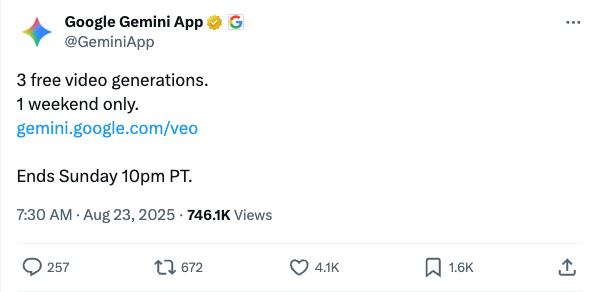 Google Gemini App
@GeminiApp
3 free video generations.
1 weekend only.
gemini.google.com/veo
Ends Sunday 10pm PT.
7:30 AM · Aug 23, 2025 · 746.1K Views
257 672 4.1K 1.6K